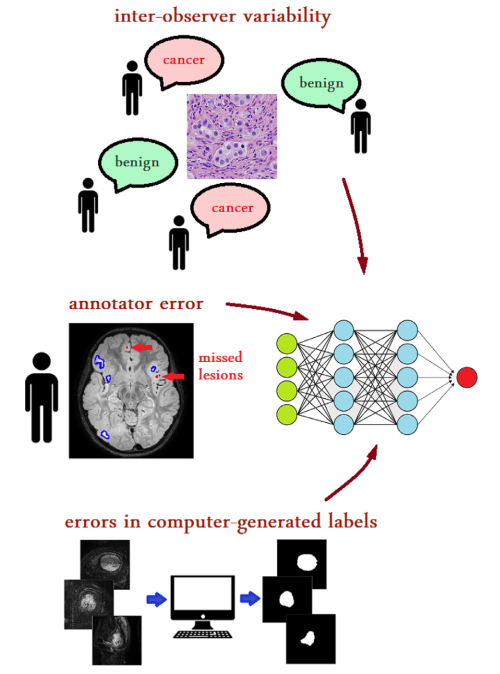 inter-observer variability
cancer
benign
benign
cancer
annotator error
missed
lesions
errors in computer-generated labels